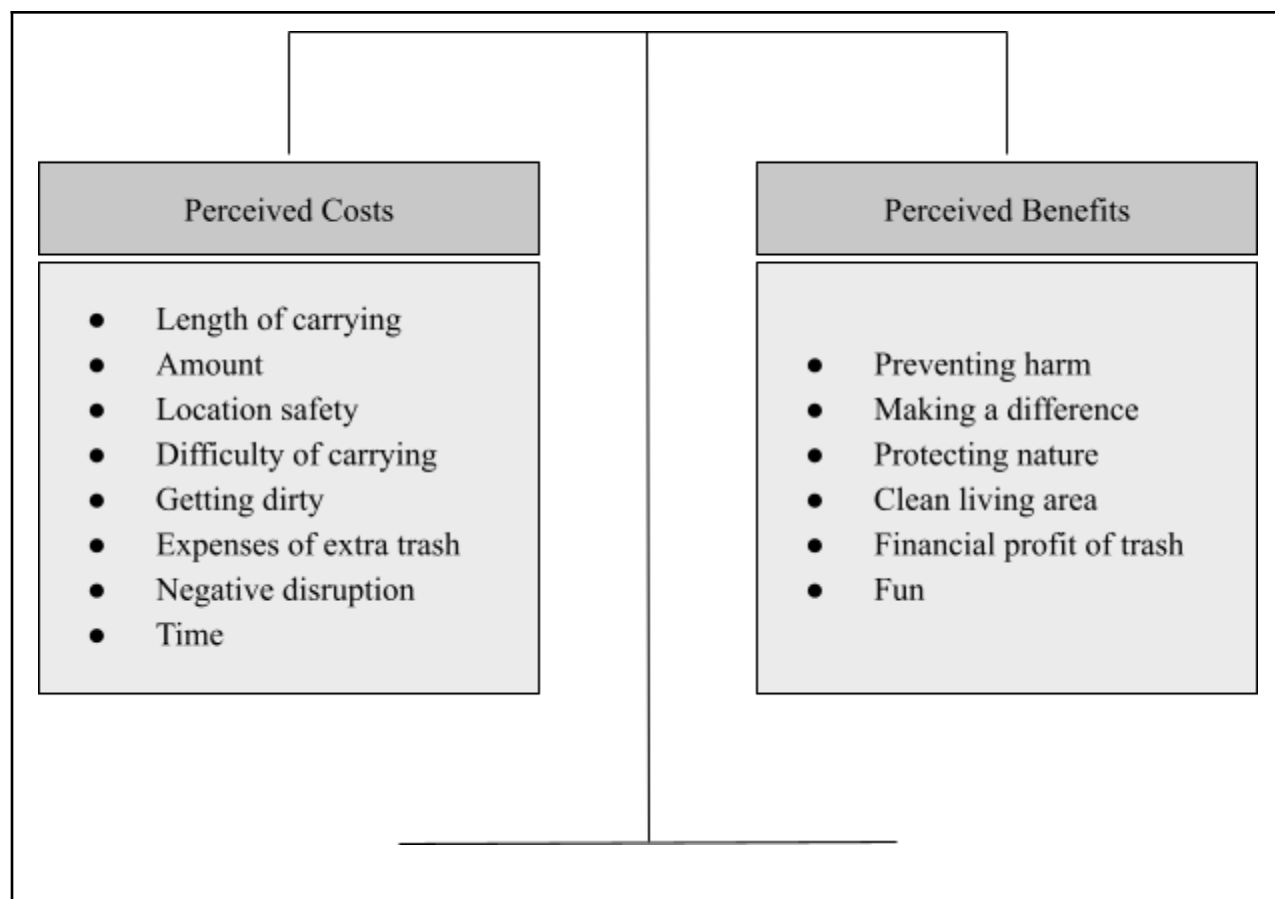 Perceived Costs
● Length of carrying
● Amount
● Location safety
● Difficulty of carrying
● Getting dirty
● Expenses of extra trash
● Negative disruption
● Time
Perceived Benefits
● Preventing harm
● Making a difference
● Protecting nature
● Clean living area
● Financial profit of trash
● Fun